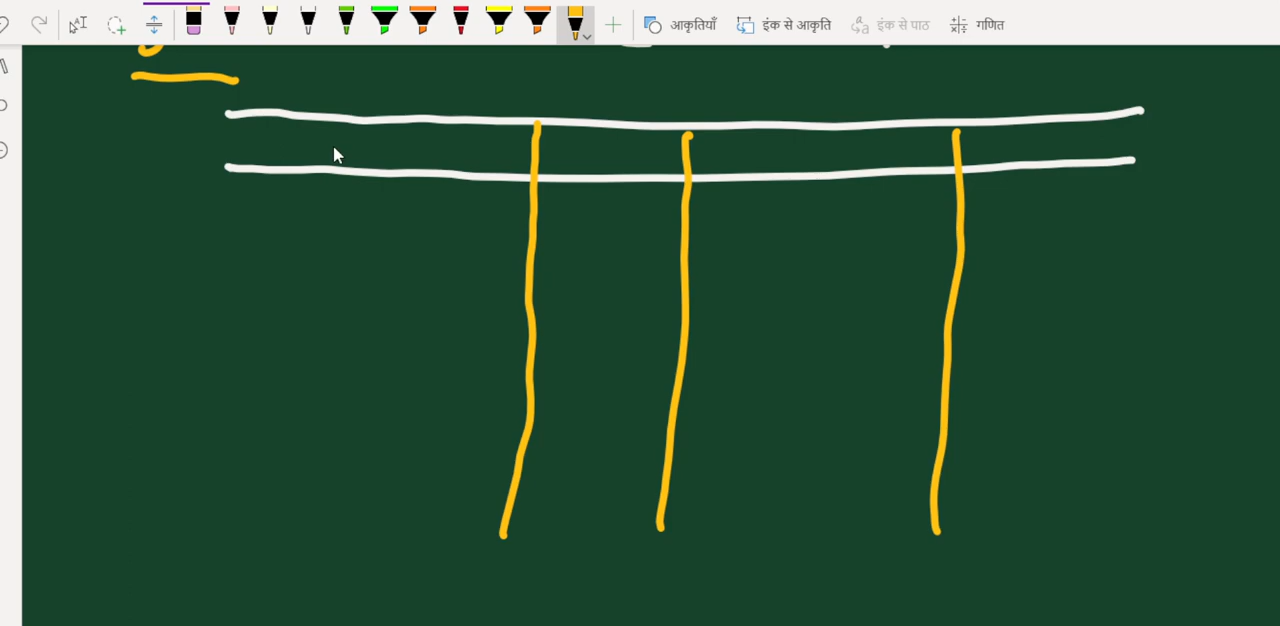 आकृतियाँ इंक से आकृति इंक से पाठ गणित